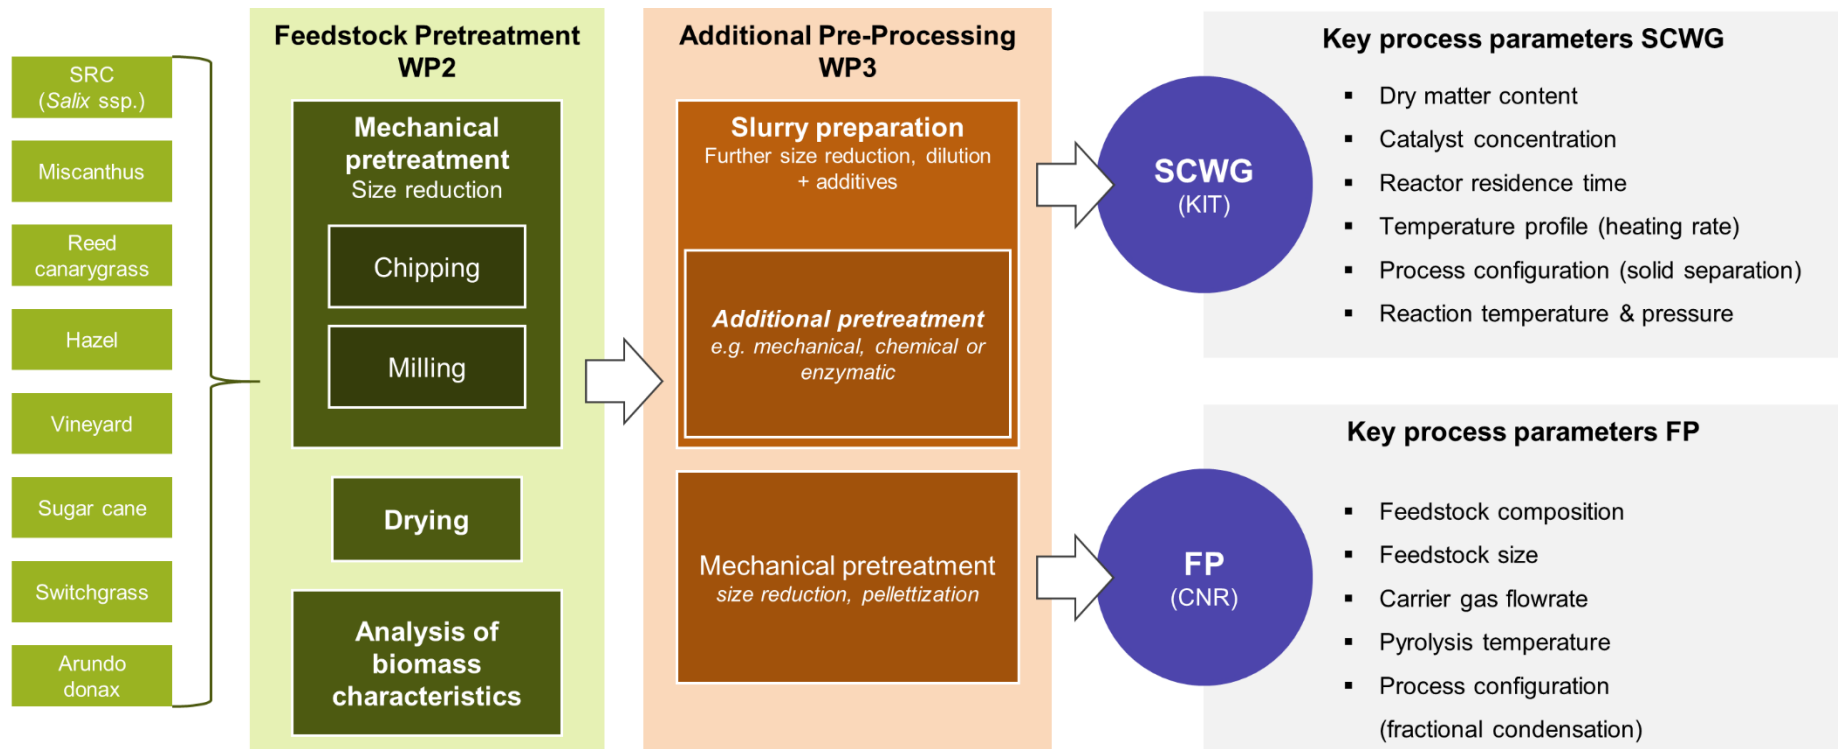 SRC
(Salix ssp.)
Miscanthus
Reed
canarygrass
Hazel
Vineyard
Sugar cane
Switchgrass
Arundo
donax
Feedstock Pretreatment
WP2
Mechanical
pretreatment
Size reduction
Chipping
Milling
Drying
Analysis of
biomass
characteristics
Additional Pre-Processing
WP3
Slurry preparation
Further size reduction, dilution
+ additives
Additional pretreatment
e.g. mechanical, chemical or
enzymatic
Mechanical pretreatment
size reduction, pellettization
SCWG
(KIT)
FP
(CNR)
Key process parameters SCWG
▪ Dry matter content
▪ Catalyst concentration
▪ Reactor residence time
▪ Temperature profile (heating rate)
▪ Process configuration (solid separation)
▪ Reaction temperature & pressure
Key process parameters FP
▪ Feedstock composition
▪ Feedstock size
▪ Carrier gas flowrate
▪ Pyrolysis temperature
▪ Process configuration
(fractional condensation)